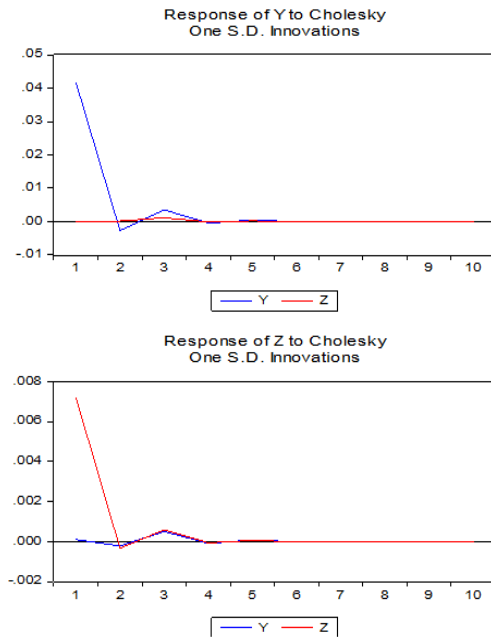 Response of Y to Cholesky
One S.D. Innovations
.05
.04
.03
.02
.01
.00
-.01
1 2 3 4 5 6 7 8 9 10
Y Z
Response of Z to Cholesky
One S.D. Innovations
.008
.006
.004
.002
.000
-.002
1 2 3 4 5 6 7 8 9 10
Y Z